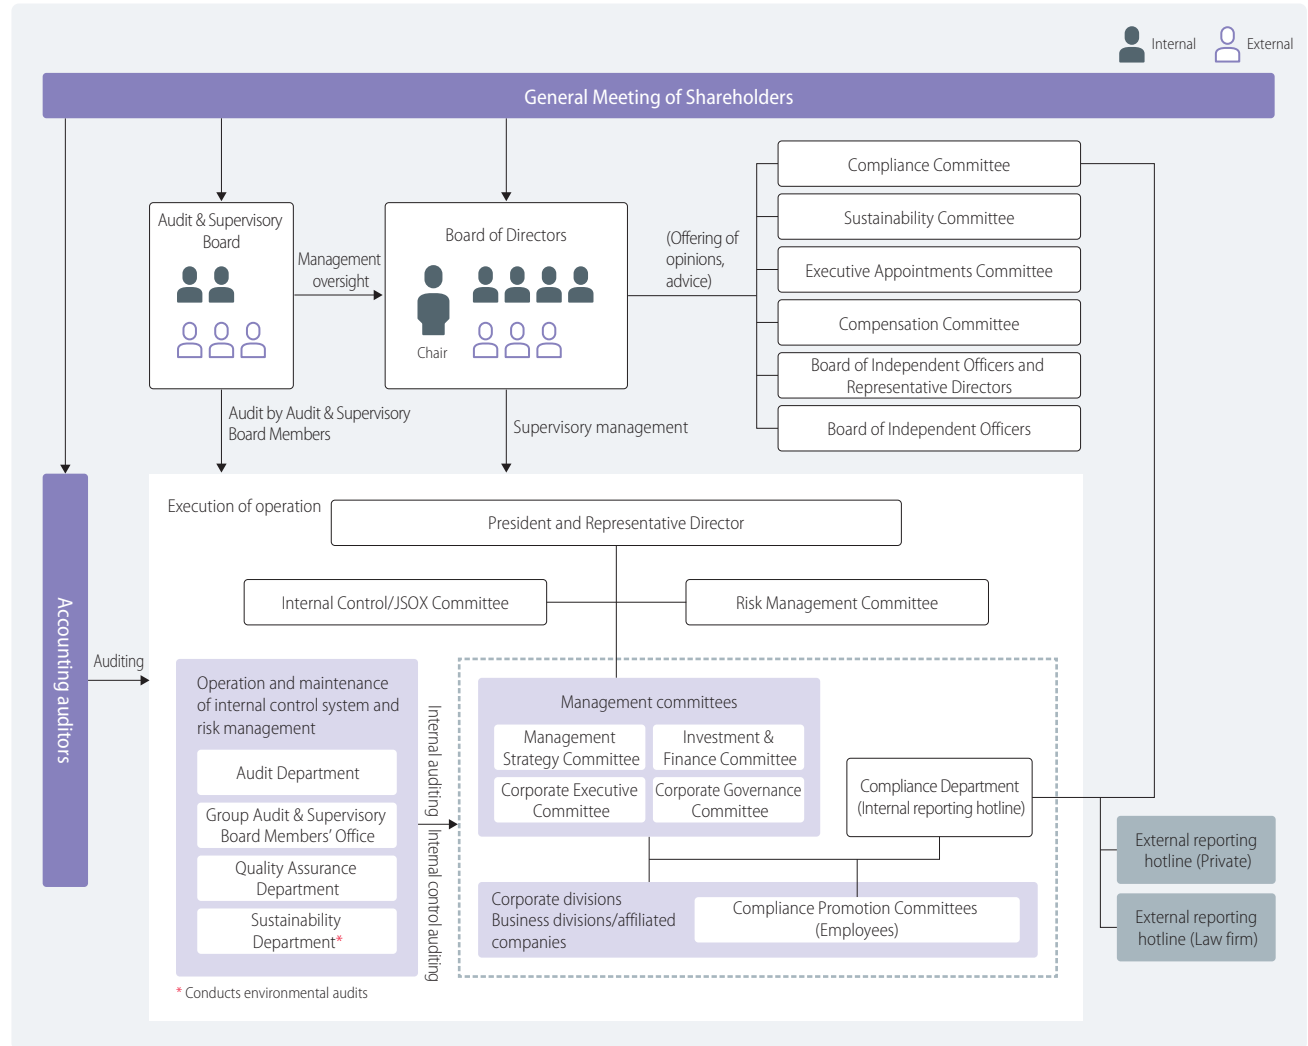 Internal
External
General Meeting of Shareholders
Audit & Supervisory
Board
Management
oversight
Board of Directors
Chair
(Offering of
opinions,
advice)
Compliance Committee
Sustainability Committee
Executive Appointments Committee
Compensation Committee
Board of Independent Officers and
Representative Directors
Board of Independent Officers
Audit by Audit & Supervisory
Board Members
Supervisory management
Accounting auditors
Auditing
Execution of operation
President and Representative Director
Internal Control/JSOX Committee
Risk Management Committee
Operation and maintenance
of internal control system and
risk management
Audit Department
Group Audit & Supervisory
Board Members’ Office
Quality Assurance
Department
Sustainability
Department*
* Conducts environmental audits
Internal auditing
Internal control auditing
Management committees
Management
Strategy Committee
Investment &
Finance Committee
Corporate Executive
Committee
Corporate Governance
Committee
Compliance Department
(Internal reporting hotline)
Corporate divisions
Business divisions/affiliated
companies
Compliance Promotion Committees
(Employees)
External reporting
hotline (Private)
External reporting
hotline (Law firm)